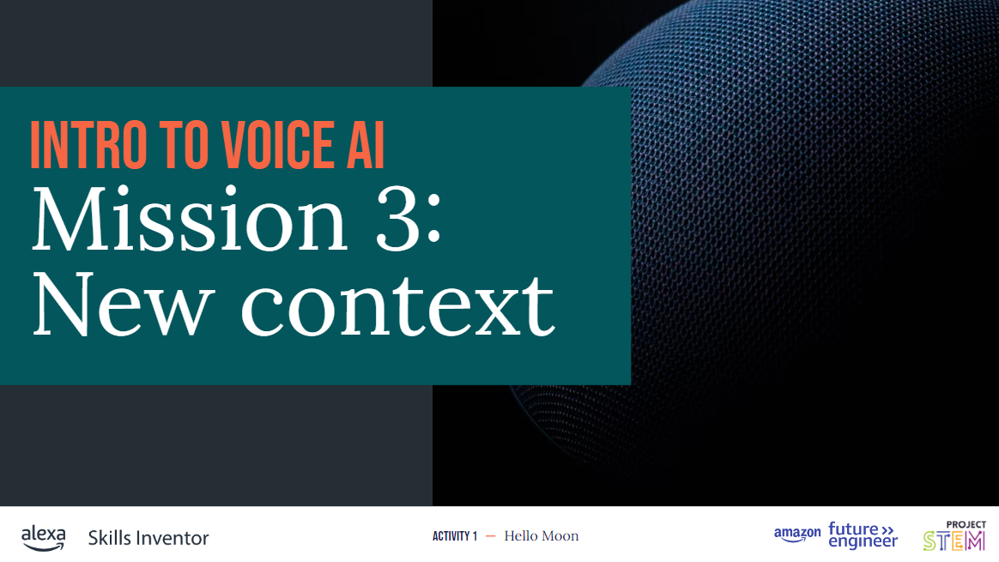 INTRO TO VOICE AI
Mission 3:
New context
alexa Skills Inventor
ACTIVITY 1 — Hello Moon
amazon future engineer
PROJECT STEM